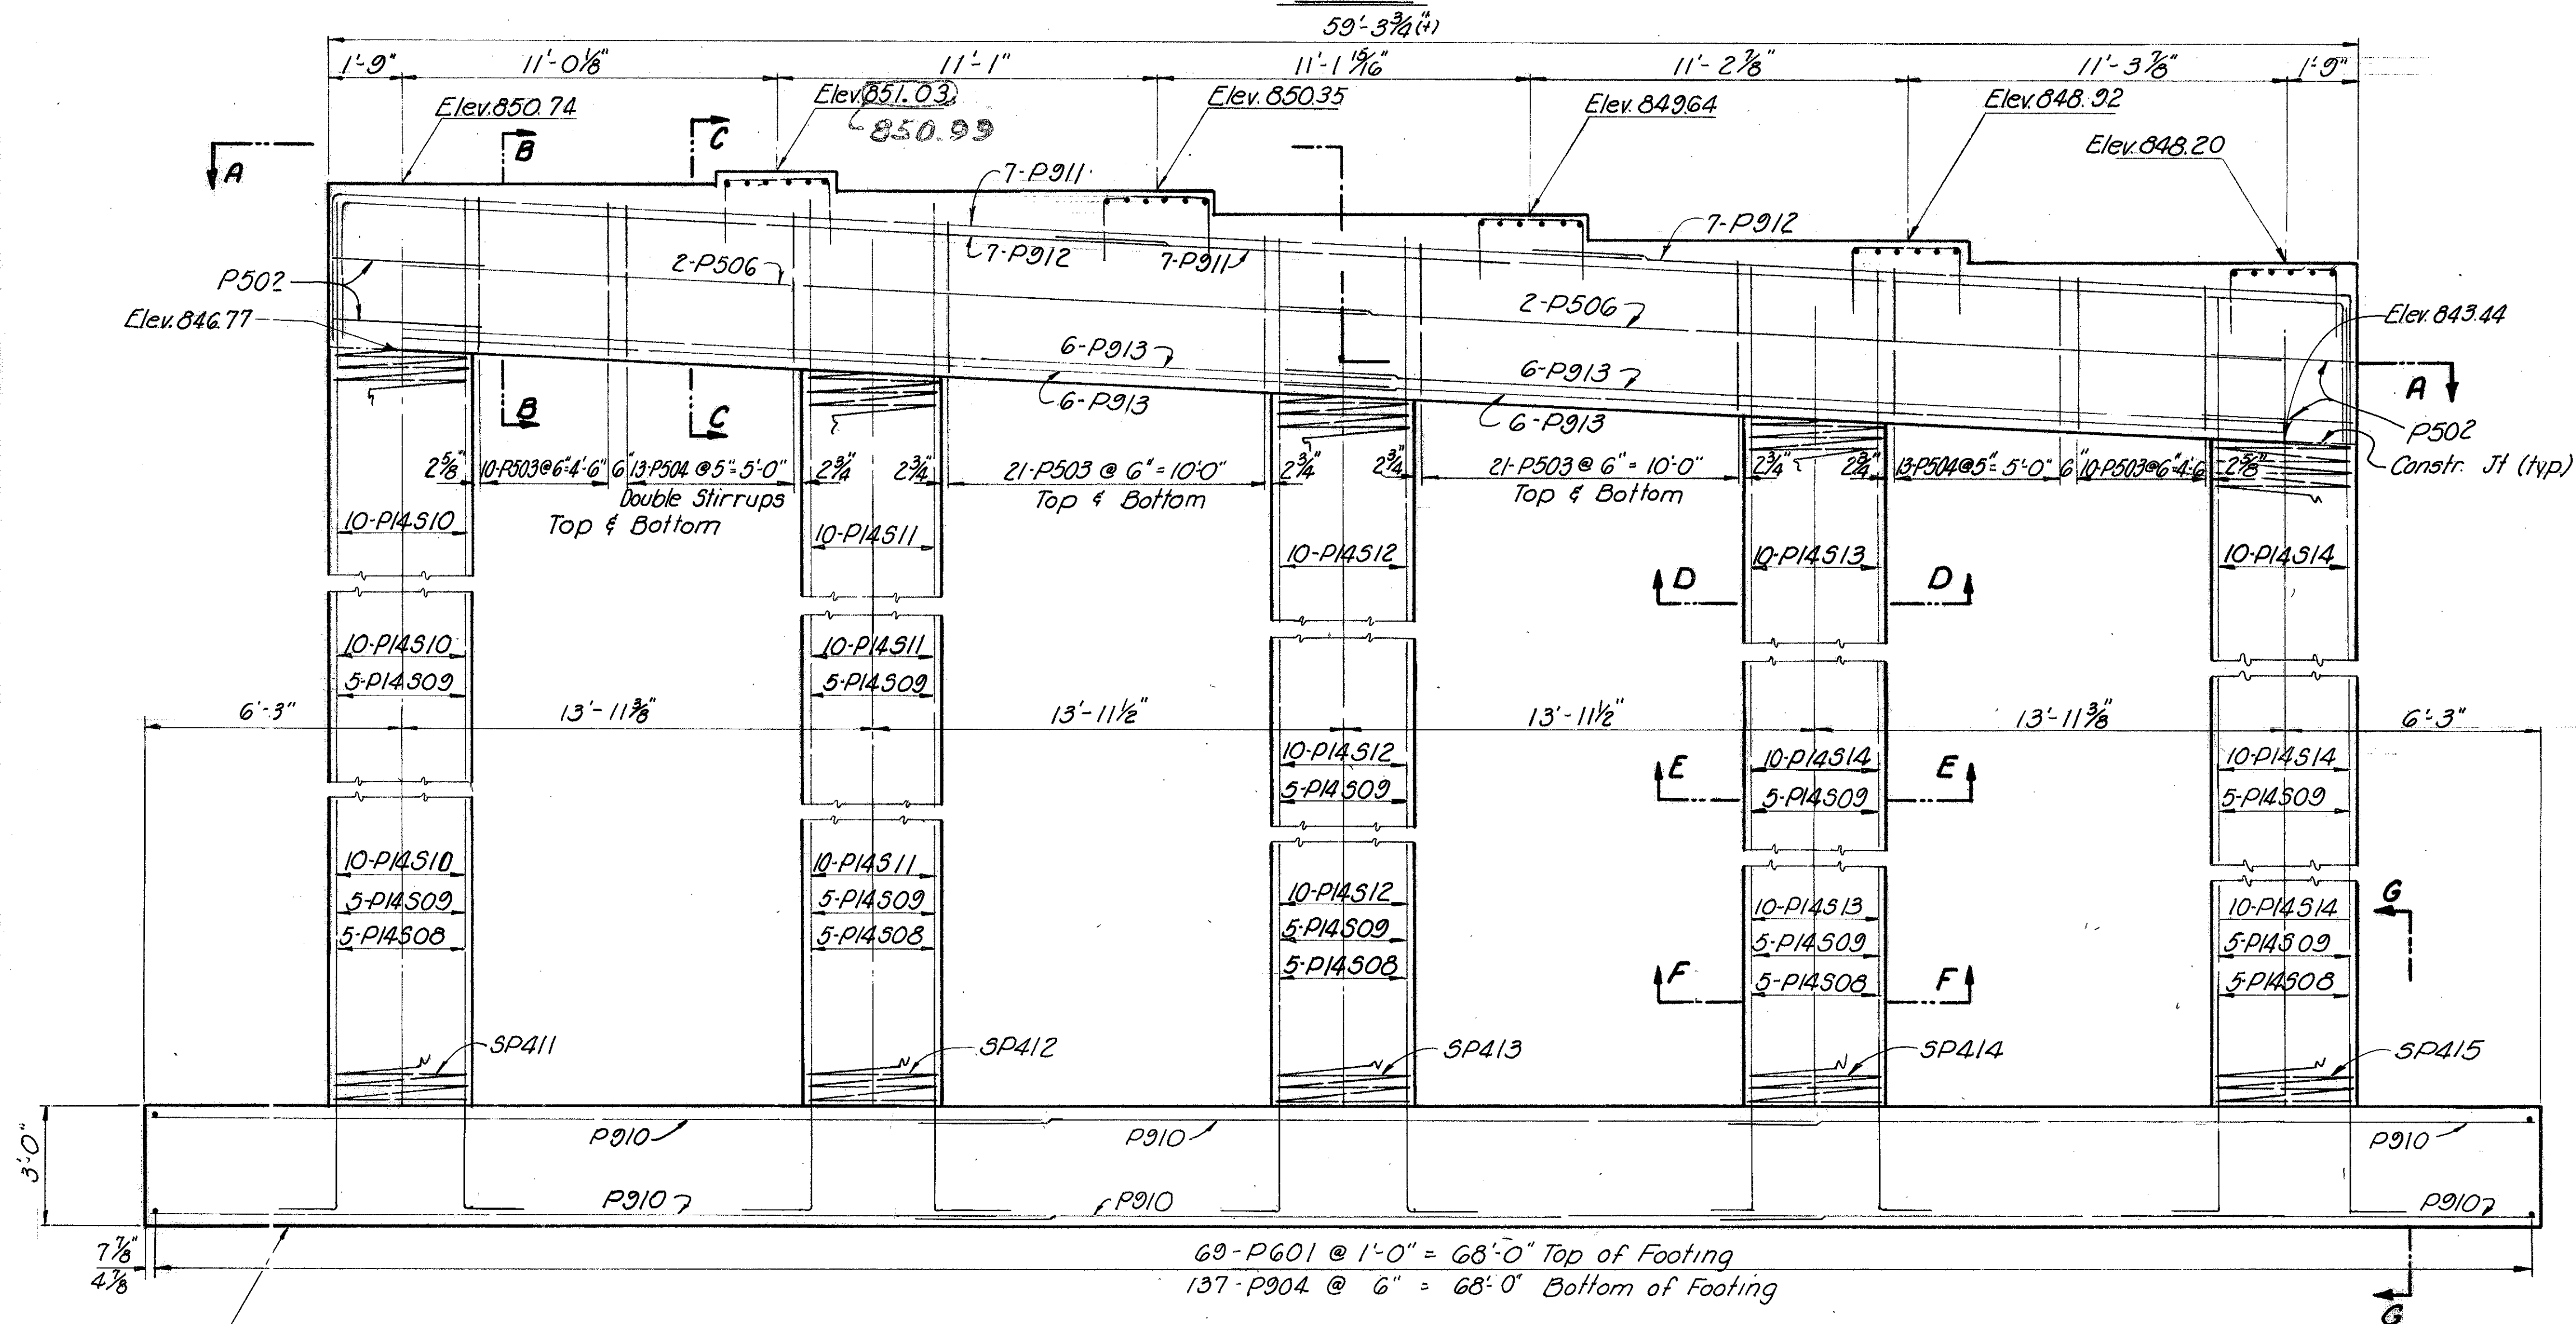 59'-3¾"(+)
1'-9" 11'-0⅛" 11'-1" 11'-1 15/16" 11'-2⅞" 11'-3⅞" 1'-9"
Elev.850.74 Elev.851.03 Elev.850.35 Elev.849.64 Elev.848.92
850.99
Elev.848.20
A B C
7-P911
7-P912
7-P912 7-P911
P502 2-P506
2-P506
Elev.846.77 Elev.843.44
6-P913
6-P913
6-P913 6-P913
B C A
P502
Constr. Jt (typ)
2⅝" 10-P503@6"=4'-6" 6" 13-P504 @5"=5'-0" 2¾" 2¾" 21-P503 @ 6" = 10'-0" 2¾" 2¾" 21-P503 @ 6" = 10'-0" 2¾" 2¾" 13-P504@5"=5'-0" 6" 10-P503@6"=4'-6 2⅝"
Double Stirrups Top & Bottom Top & Bottom
Top & Bottom
10-P14S10 10-P14S11 10-P14S12 10-P14S13 10-P14S14
D D
10-P14S10 10-P14S11
5-P14S09 5-P14S09
6'-3" 13'-11⅜" 13'-11½" 13'-11½" 13'-11⅜" 6'-3"
10-P14S12 10-P14S14 10-P14S14
E E
5-P14S09 5-P14S09 5-P14S09
10-P14S10 10-P14S11 10-P14S12 10-P14S13 10-P14S14
G
5-P14S09 5-P14S09 5-P14S09 5-P14S09 5-P14S09
5-P14S08 5-P14S08 5-P14S08 5-P14S08 5-P14S08
F F
SP411 SP412 SP413 SP414 SP415
3'-0"
P910 P910 P910
P910 P910 P910
7⅞" 69-P601 @ 1'-0" = 68'-0" Top of Footing
4⅞ 137-P904 @ 6" = 68'-0" Bottom of Footing
G